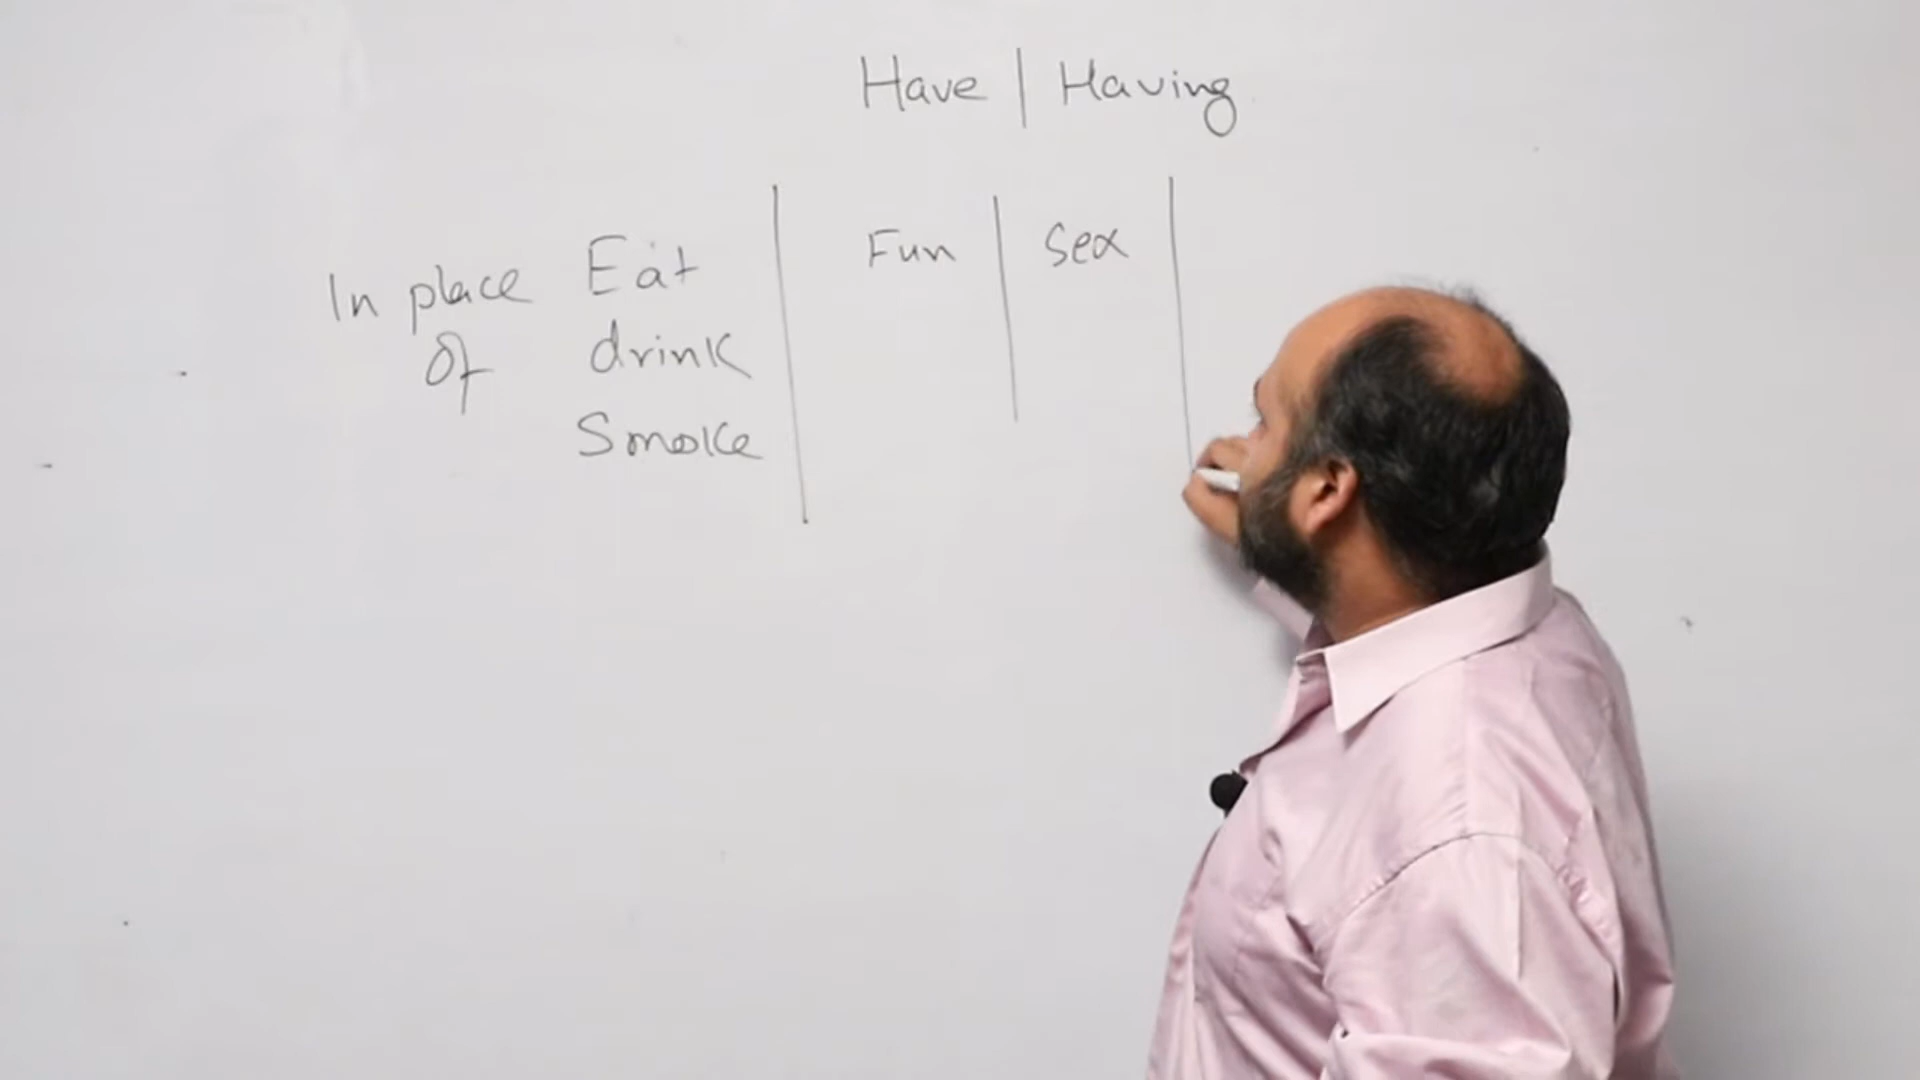 Have | Having
In place of
Eat
drink
Smoke
Fun
Sex